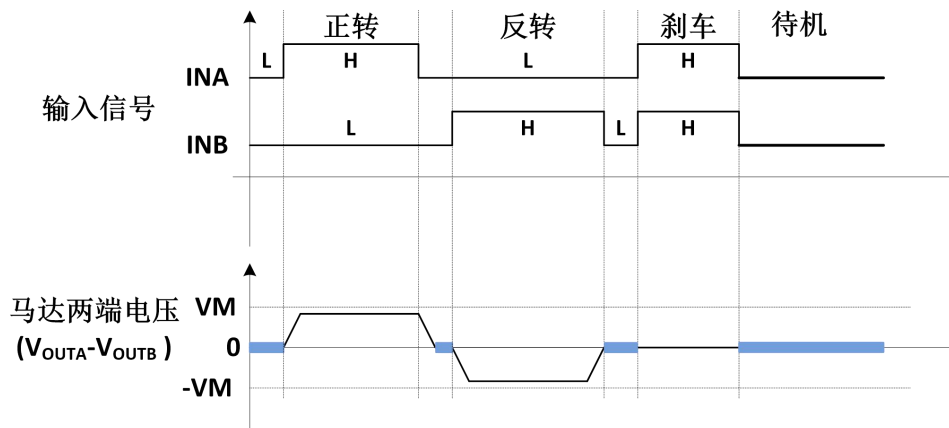 正转 反转 刹车 待机
L H L H
INA
输入信号
L H L H
INB
马达两端电压 VM
(VOUTA-VOUTB ) 0
-VM